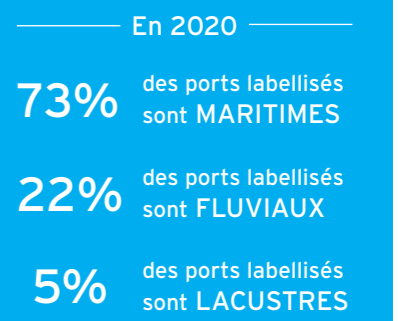 En 2020
73% des ports labellisés
sont MARITIMES
22% des ports labellisés
sont FLUVIAUX
5% des ports labellisés
sont LACUSTRES